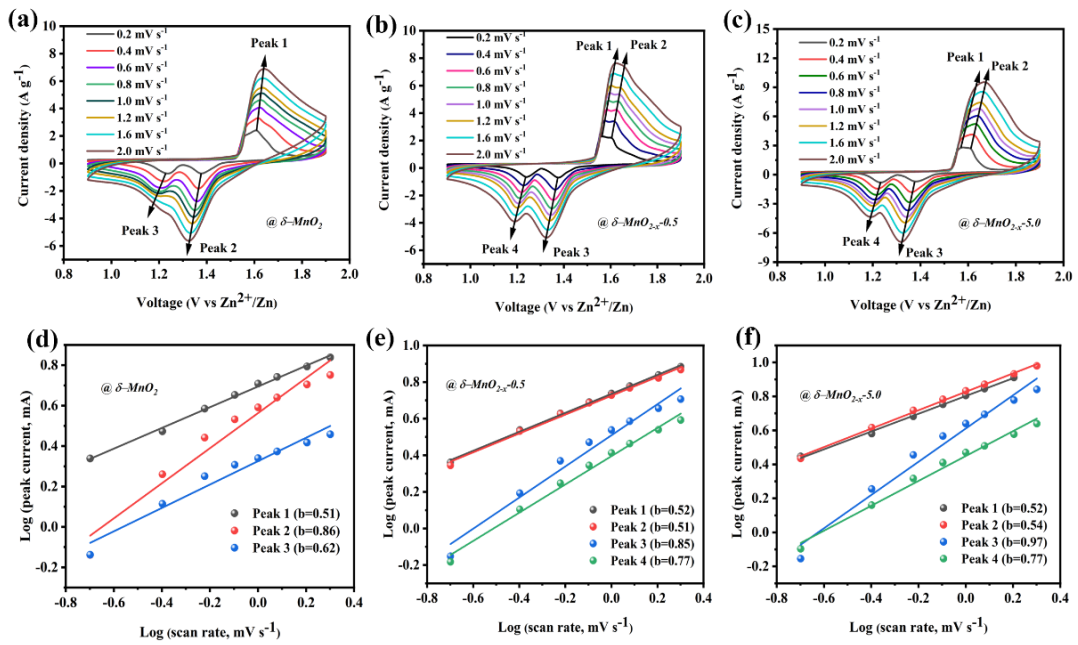 (a)
8
6
4
2
0
-2
-4
-6
Current density (A g-1)
0.2 mV s-1
0.4 mV s-1
0.6 mV s-1
0.8 mV s-1
1.0 mV s-1
1.2 mV s-1
1.6 mV s-1
2.0 mV s-1
Peak 1
Peak 3
Peak 2
@ δ–MnO2
0.8 1.0 1.2 1.4 1.6 1.8 2.0
Voltage (V vs Zn2+/Zn)
(b)
10
8
6
4
2
0
-2
-4
-6
Current density (A g-1)
0.2 mV s-1
0.4 mV s-1
0.6 mV s-1
0.8 mV s-1
1.0 mV s-1
1.2 mV s-1
1.6 mV s-1
2.0 mV s-1
Peak 1
Peak 2
Peak 4
Peak 3
@ δ–MnO2-x-0.5
0.8 1.0 1.2 1.4 1.6 1.8 2.0
Voltage (V vs Zn2+/Zn)
(c)
15
12
9
6
3
0
-3
-6
-9
Current density (A g-1)
0.2 mV s-1
0.4 mV s-1
0.6 mV s-1
0.8 mV s-1
1.0 mV s-1
1.2 mV s-1
1.6 mV s-1
2.0 mV s-1
Peak 1
Peak 2
Peak 4
Peak 3
@ δ–MnO2-x-5.0
0.8 1.0 1.2 1.4 1.6 1.8 2.0
Voltage (V vs Zn2+/Zn)
(d)
0.8
0.6
0.4
0.2
0.0
-0.2
Log (peak current, mA)
@ δ–MnO2
Peak 1 (b=0.51)
Peak 2 (b=0.86)
Peak 3 (b=0.62)
-0.8 -0.6 -0.4 -0.2 0.0 0.2 0.4
Log (scan rate, mV s-1)
(e)
1.0
0.8
0.6
0.4
0.2
0.0
-0.2
Log (peak current, mA)
@ δ–MnO2-x-0.5
Peak 1 (b=0.52)
Peak 2 (b=0.51)
Peak 3 (b=0.85)
Peak 4 (b=0.77)
-0.8 -0.6 -0.4 -0.2 0.0 0.2 0.4
Log (scan rate, mV s-1)
(f)
1.0
0.8
0.6
0.4
0.2
0.0
-0.2
Log (peak current, mA)
@ δ–MnO2-x-5.0
Peak 1 (b=0.52)
Peak 2 (b=0.54)
Peak 3 (b=0.97)
Peak 4 (b=0.77)
-0.8 -0.6 -0.4 -0.2 0.0 0.2 0.4
Log (scan rate, mV s-1)